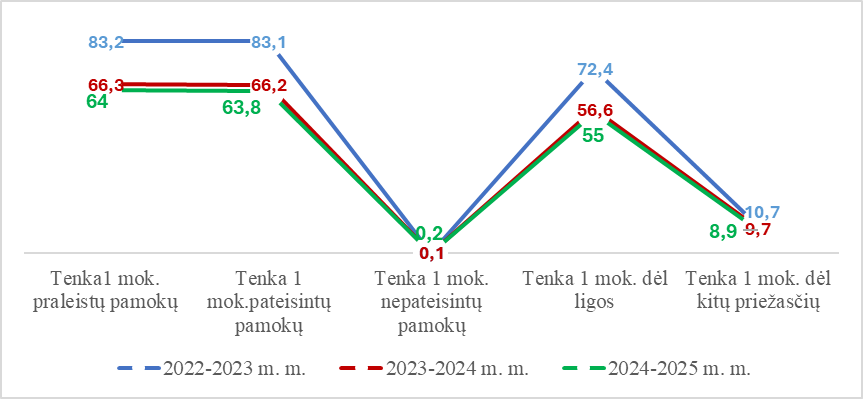 83,2
83,1
72,4
66,3
66,2
64
63,8
56,6
55
0,2
0,1
10,7
8,9
9,7
Tenka1 mok.
praleistų pamokų
Tenka 1
mok.pateisintų
pamokų
Tenka 1 mok.
nepateisintų
pamokų
Tenka 1 mok. dėl
ligos
Tenka 1 mok. dėl
kitų priežasčių
2022-2023 m. m.
2023-2024 m. m.
2024-2025 m. m.